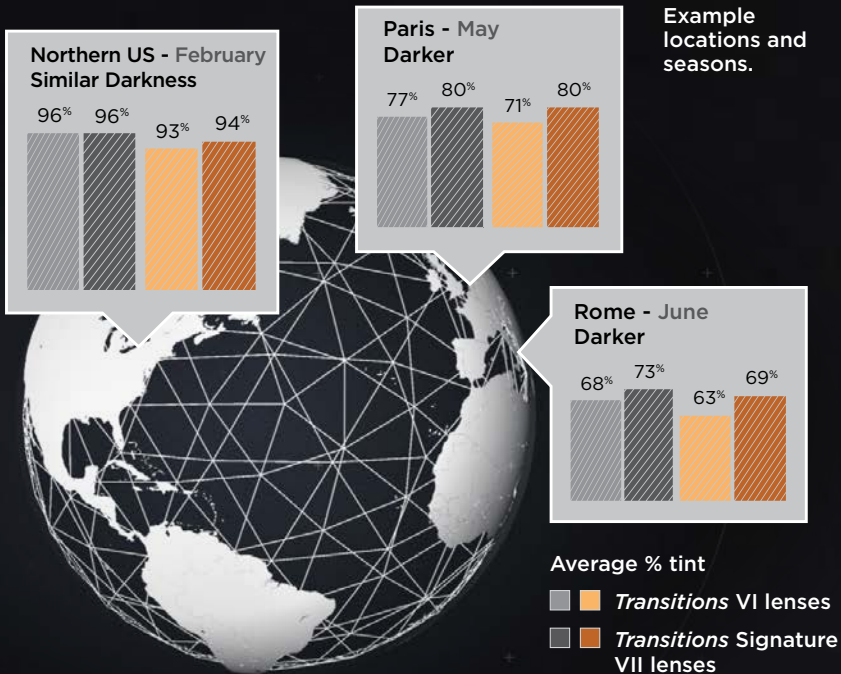 Northern US - February
Similar Darkness
96%
96%
93%
94%
Paris - May
Darker
77%
80%
71%
80%
Example
locations and
seasons.
Rome - June
Darker
68%
73%
63%
69%
Average % tint
Transitions VI lenses
Transitions Signature
VII lenses